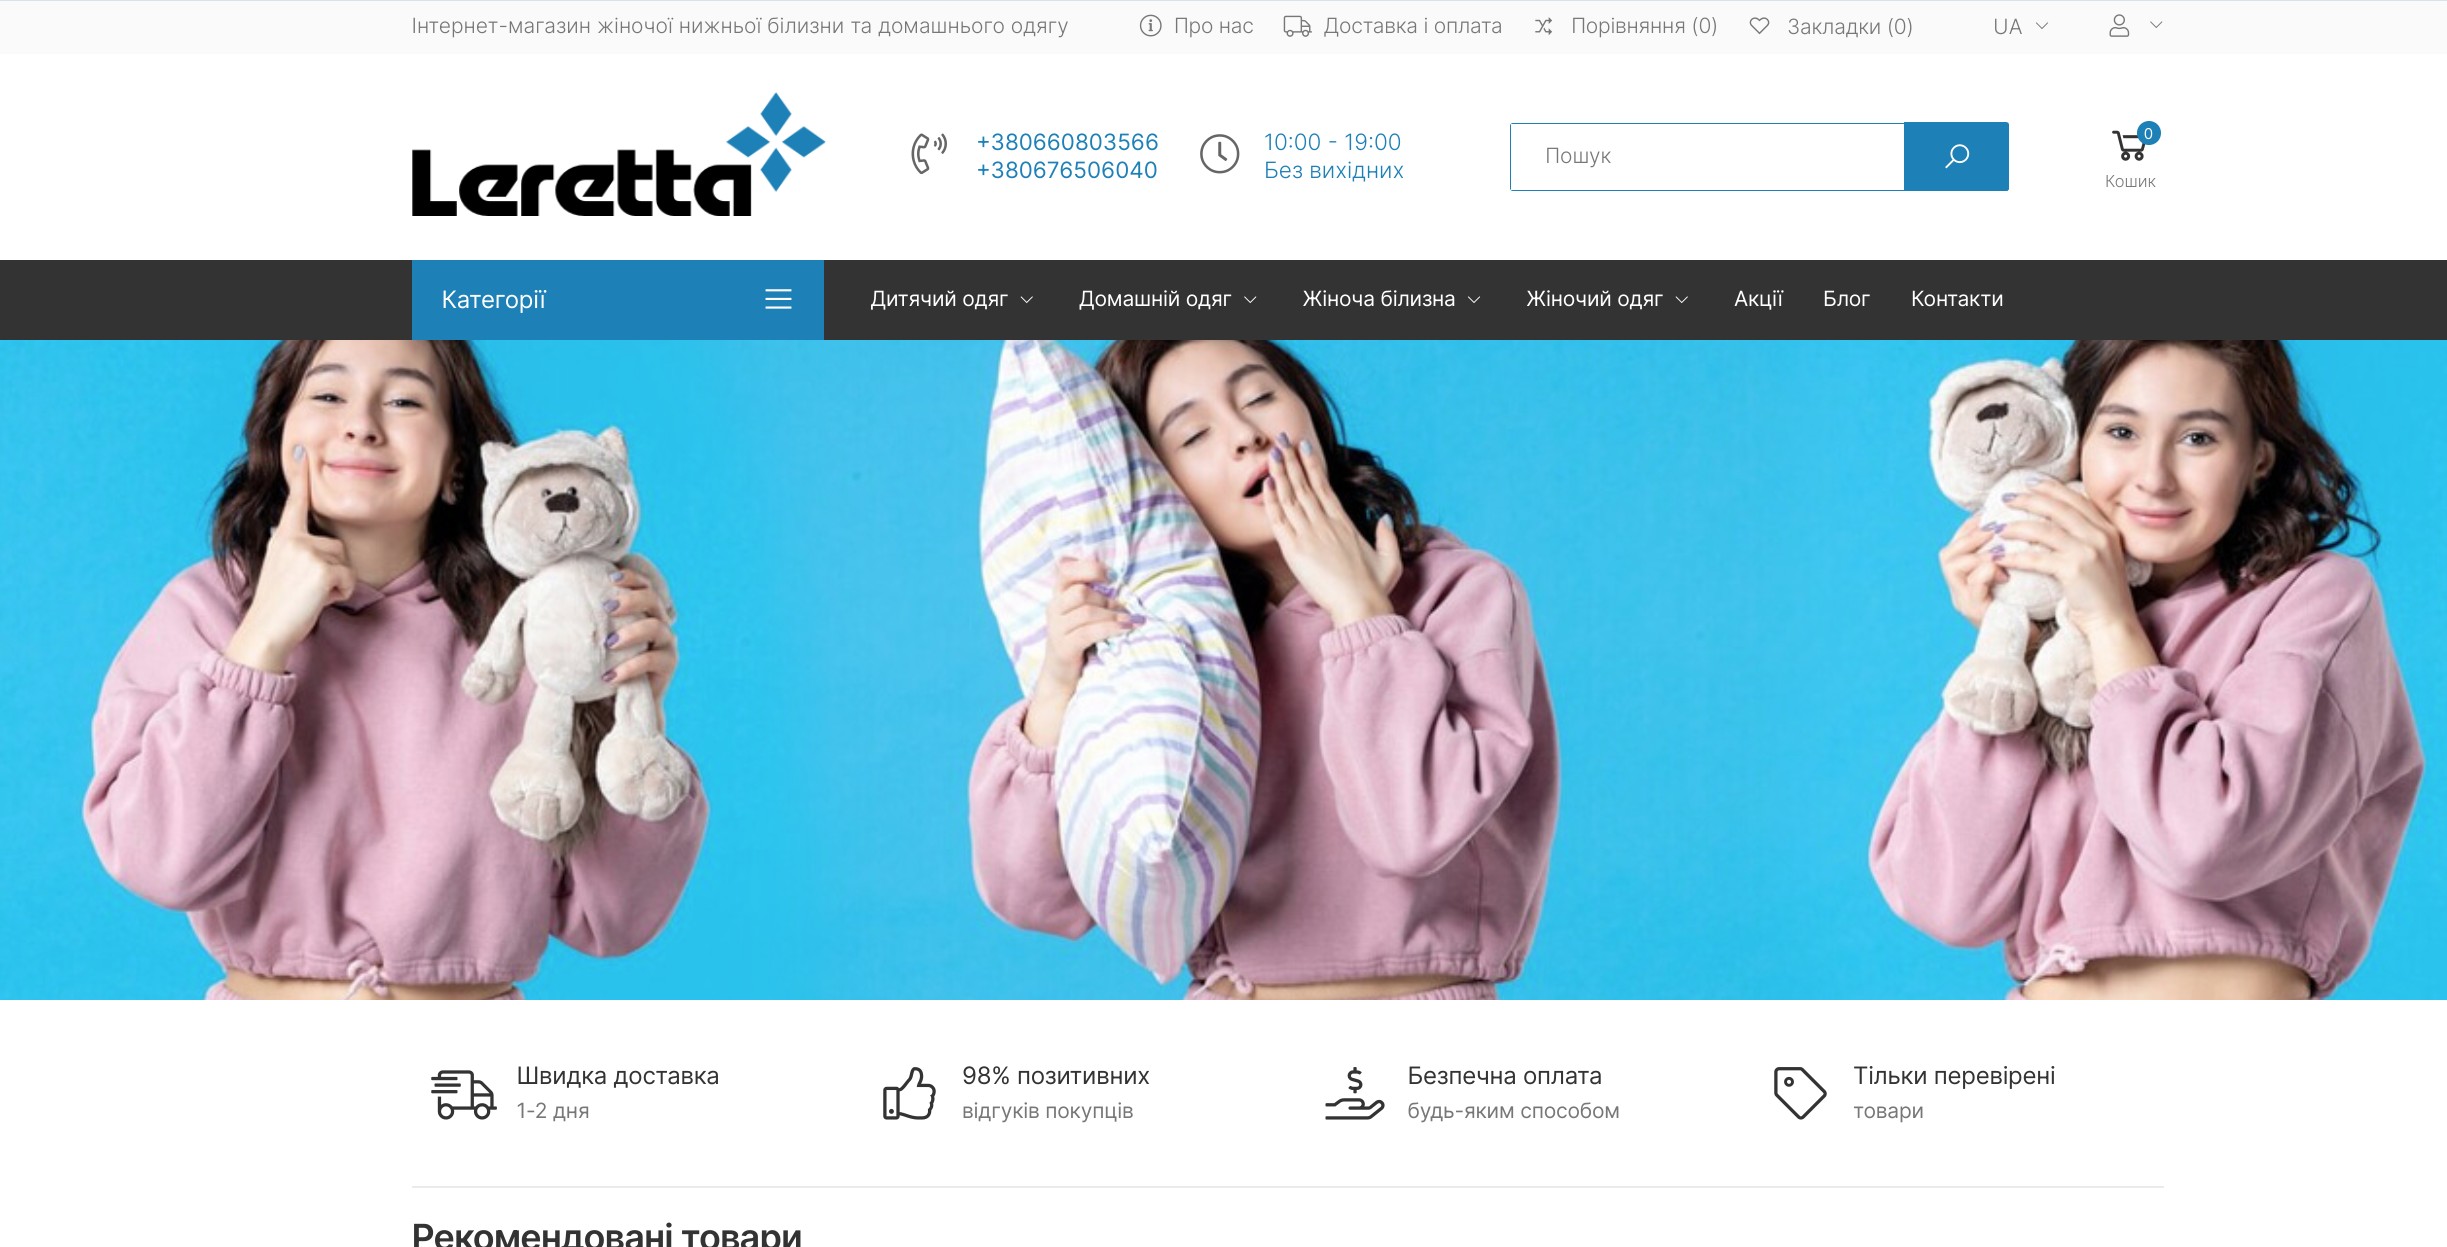 Інтернет-магазин жіночої нижньої білизни та домашнього одягу
Про нас
Доставка і оплата
Порівняння (0)
Закладки (0)
UA
Leretta
+380660803566
+380676506040
10:00 - 19:00
Без вихідних
Пошук
0
Кошик
Категорії
Дитячий одяг
Домашній одяг
Жіноча білизна
Жіночий одяг
Акції
Блог
Контакти
Швидка доставка
1-2 дня
98% позитивних
відгуків покупців
Безпечна оплата
будь-яким способом
Тільки перевірені
товари
Рекомендовані товари